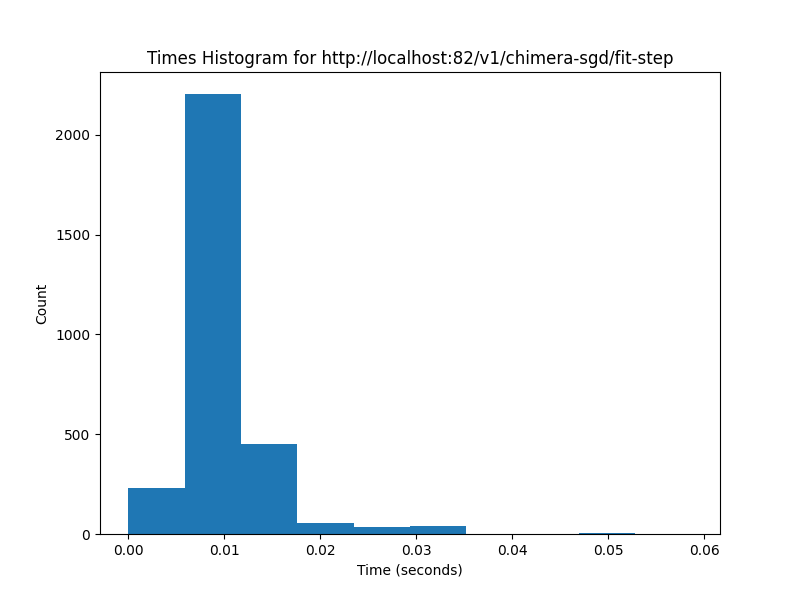 Times Histogram for http://localhost:82/v1/chimera-sgd/fit-step
2000
1500
1000
500
0
Count
0.00 0.01 0.02 0.03 0.04 0.05 0.06
Time (seconds)